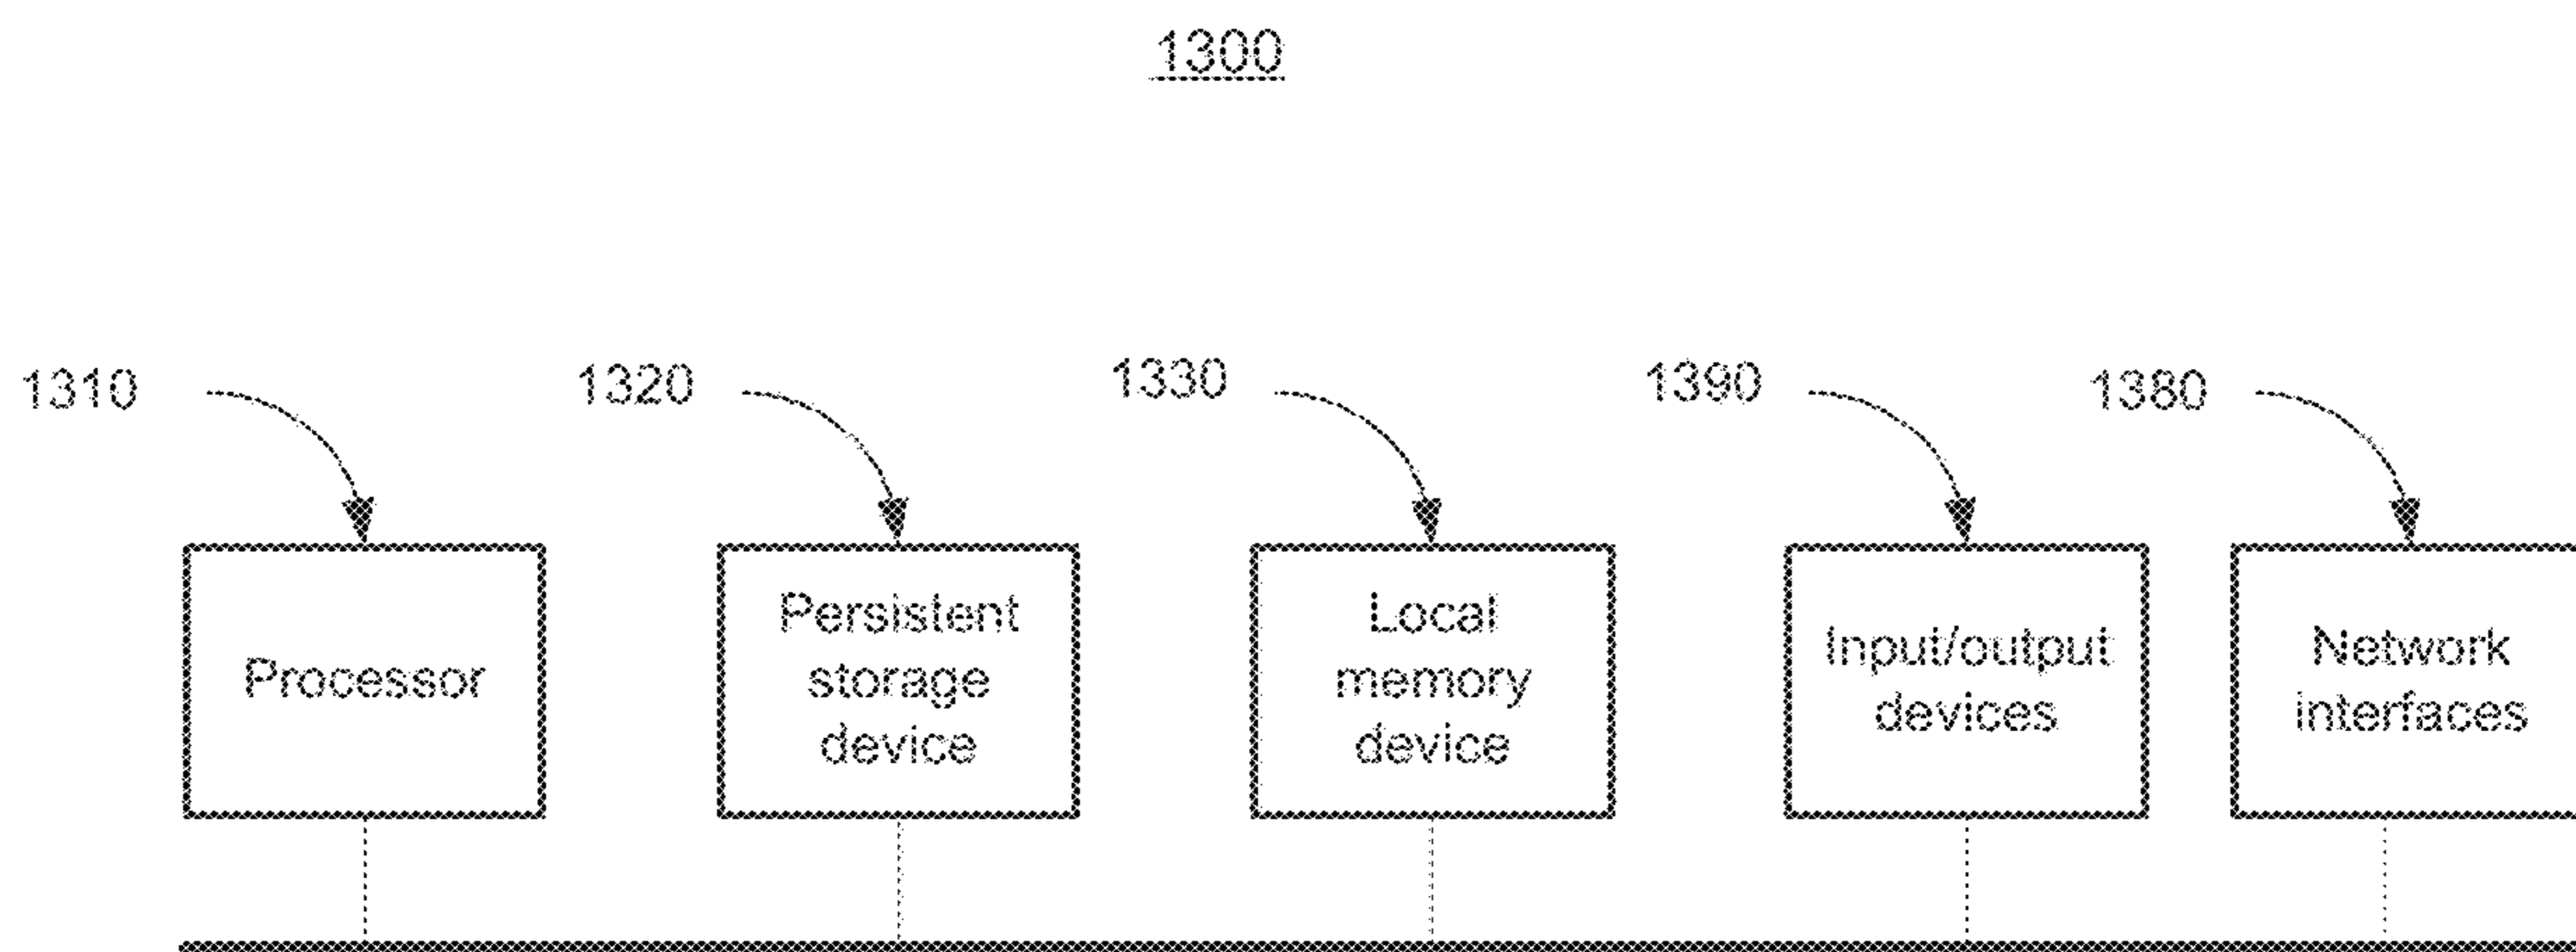 1300
1310
1320
1330
1390
1380
Processor
Persistent
storage
device
Local
memory
device
Input/output
devices
Network
interfaces